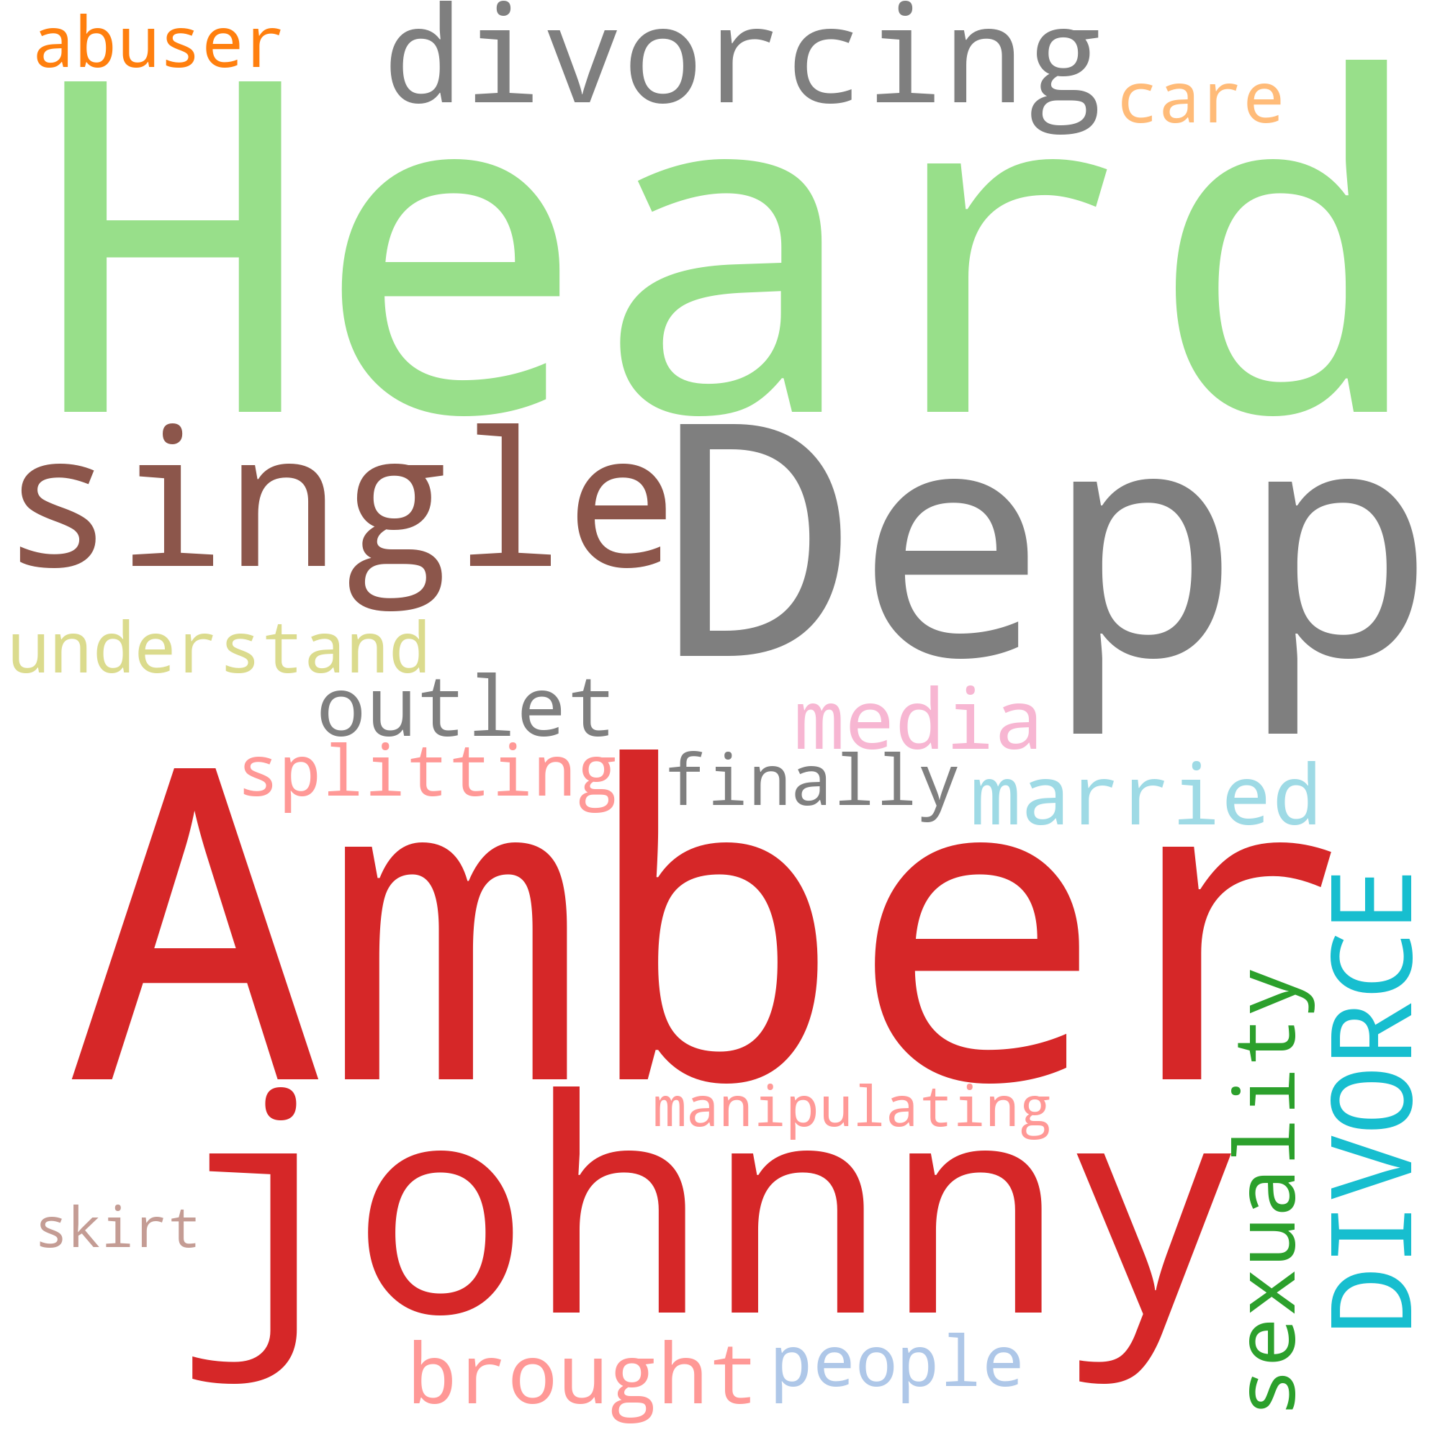 abuser
divorcing
care
Heard
single
Depp
understand
outlet
media
splitting
finally
married
Amber
DIVORCE
sexuality
manipulating
johnny
skirt
brought
people